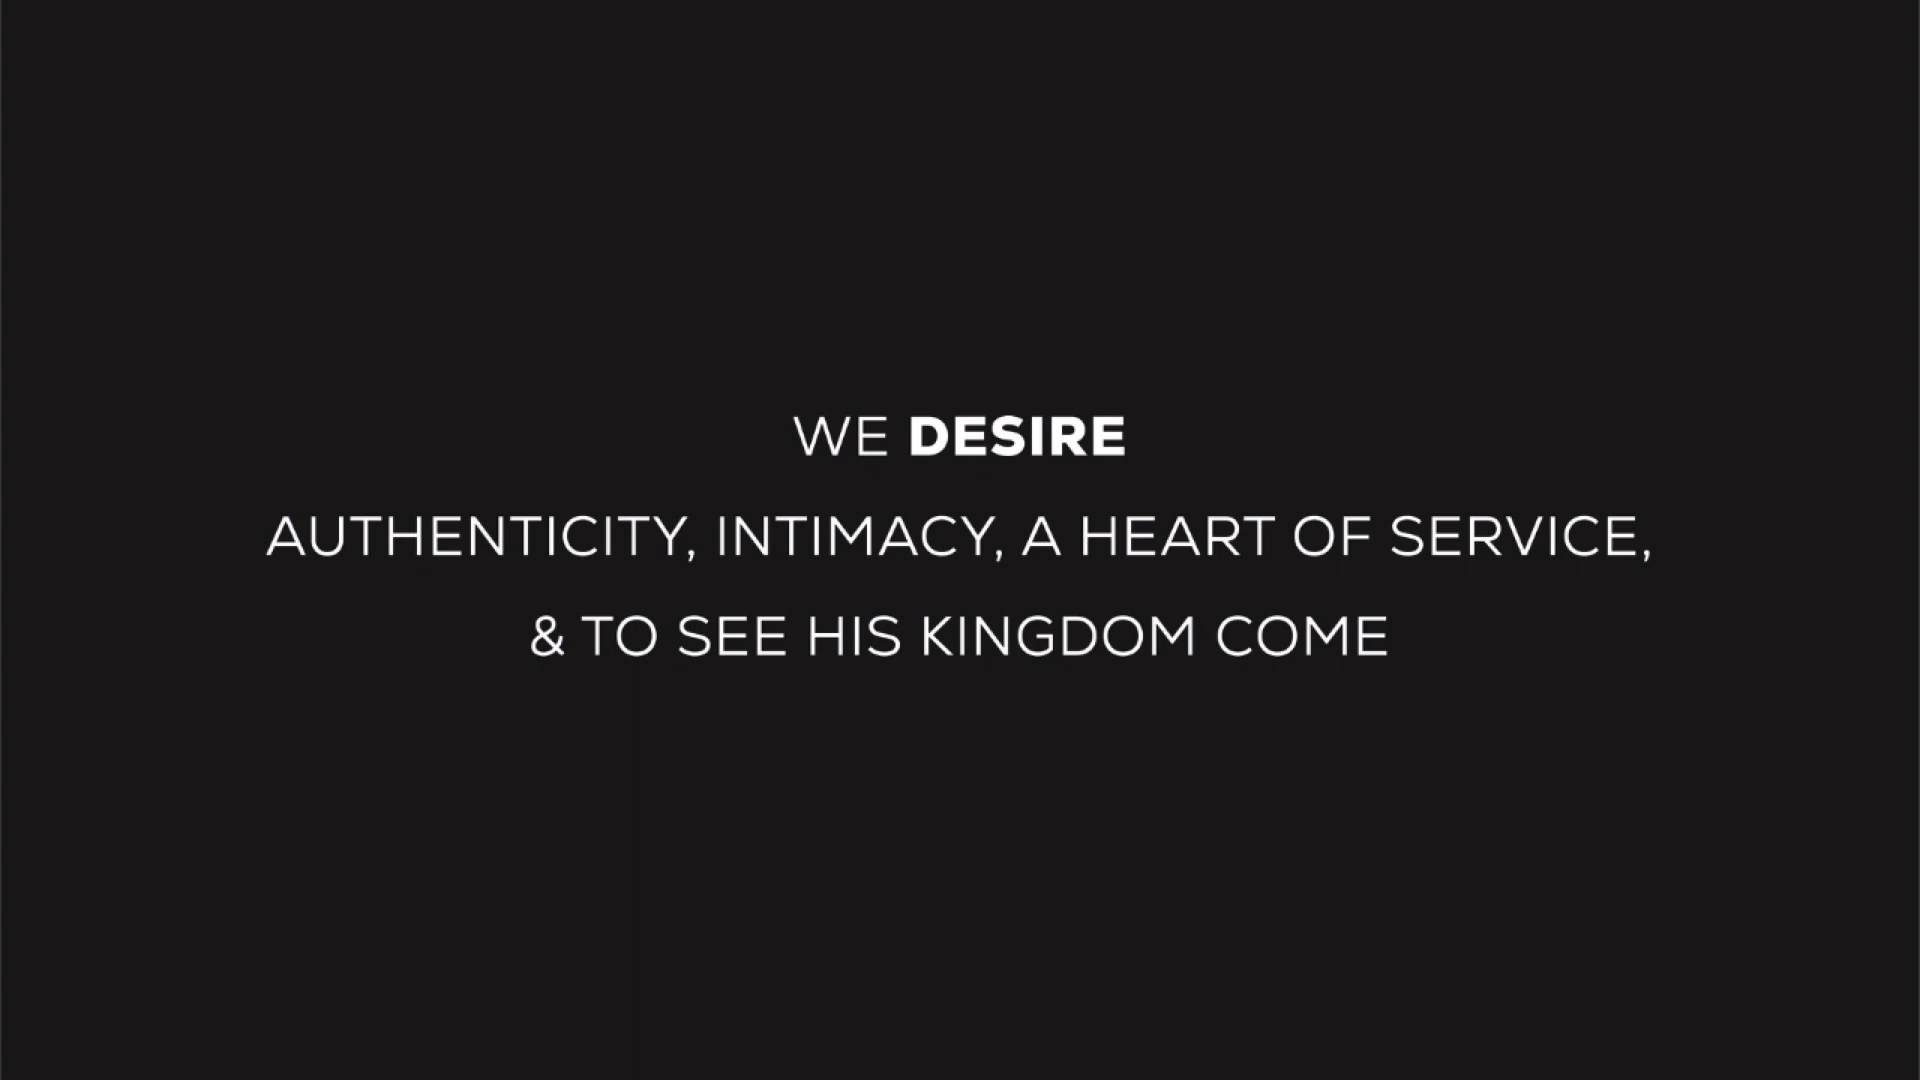 WE DESIRE
AUTHENTICITY, INTIMACY, A HEART OF SERVICE,
& TO SEE HIS KINGDOM COME